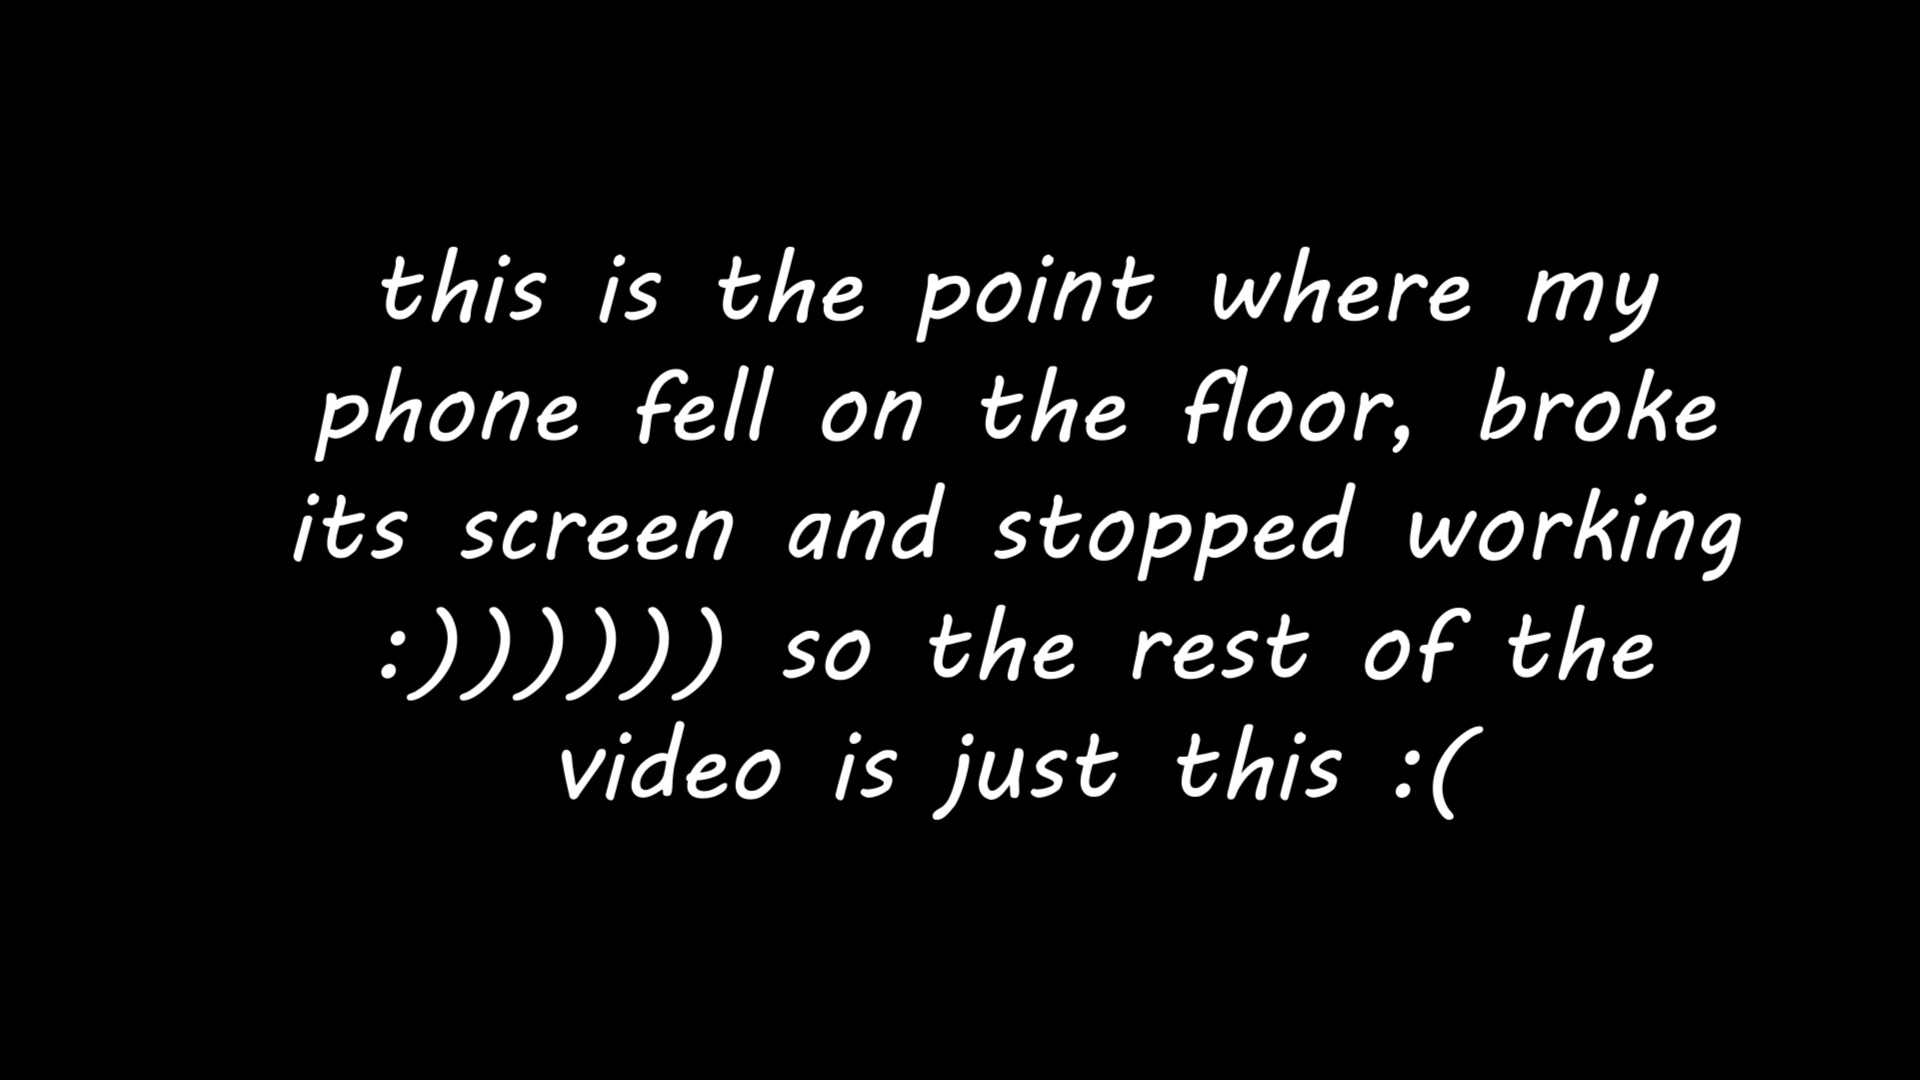 this is the point where my
phone fell on the floor, broke
its screen and stopped working
:)))))) so the rest of the
video is just this :(